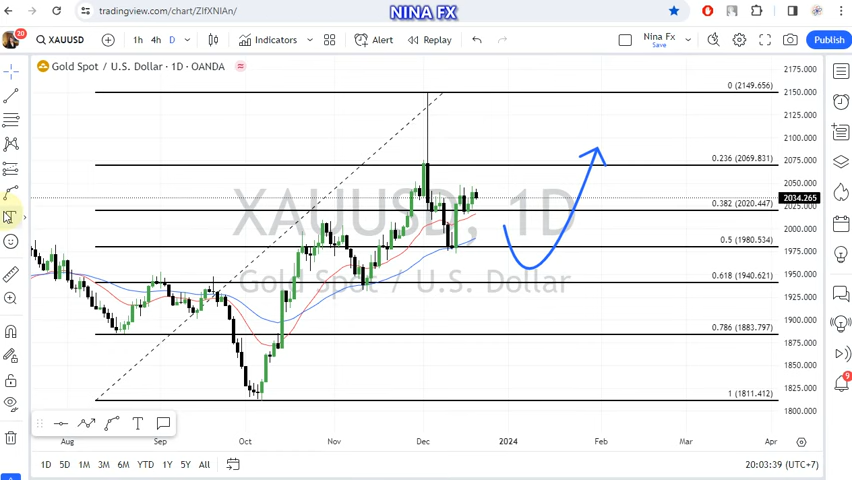 NINA FX
tradingview.com/chart/ZIfXNIAn/
20
XAUUSD
1h 4h D
Indicators
Alert
Replay
Nina Fx
Save
Publish
Gold Spot / U.S. Dollar · 1D · OANDA
XAUUSD, 1D
Gold Spot / U.S. Dollar
0 (2149.656)
0.236 (2069.831)
0.382 (2020.447)
0.5 (1980.534)
0.618 (1940.621)
0.786 (1883.797)
1 (1811.412)
2175.000
2150.000
2125.000
2100.000
2075.000
2050.000
2034.265
2025.000
2000.000
1975.000
1950.000
1925.000
1900.000
1875.000
1850.000
1825.000
1800.000
T
Aug Sep Oct Nov Dec 2024 Feb Mar Apr
1D 5D 1M 3M 6M YTD 1Y 5Y All
20:03:39 (UTC+7)
9